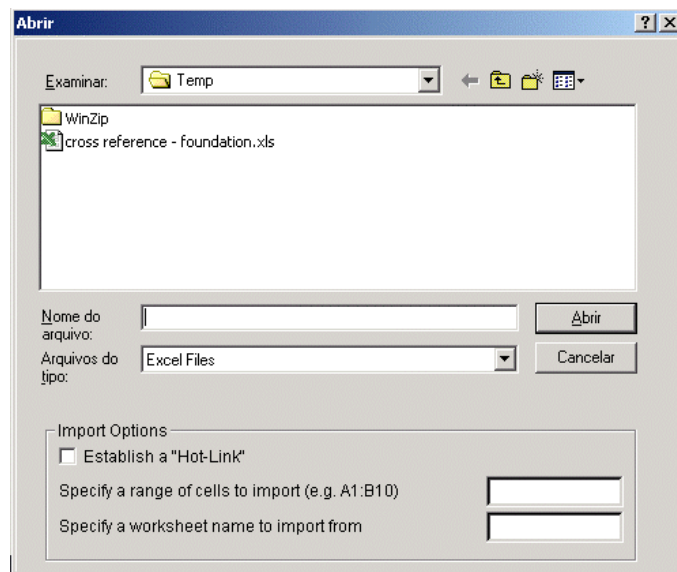 Abrir
Examinar: Temp
WinZip
cross reference - foundation.xls
Nome do
arquivo:
Abrir
Arquivos do
tipo:
Excel Files
Cancelar
Import Options
Establish a "Hot-Link"
Specify a range of cells to import (e.g. A1:B10)
Specify a worksheet name to import from